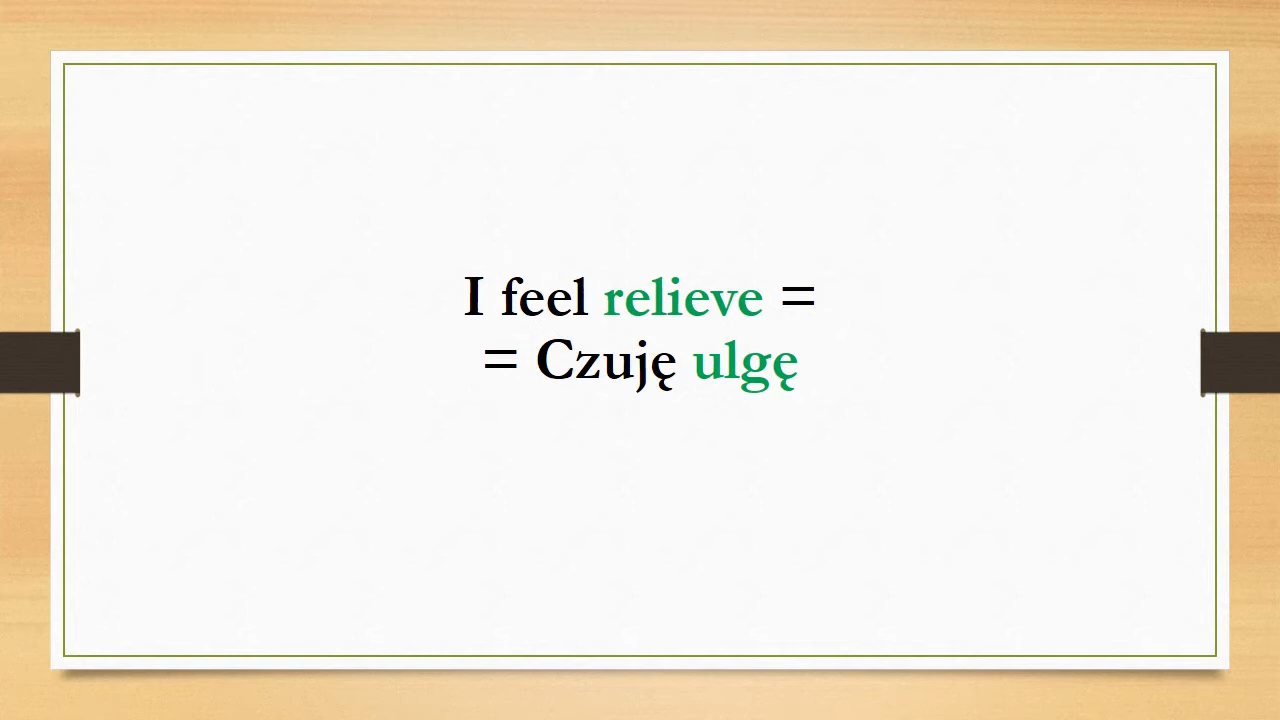 I feel relieve =
= Czuję ulgę